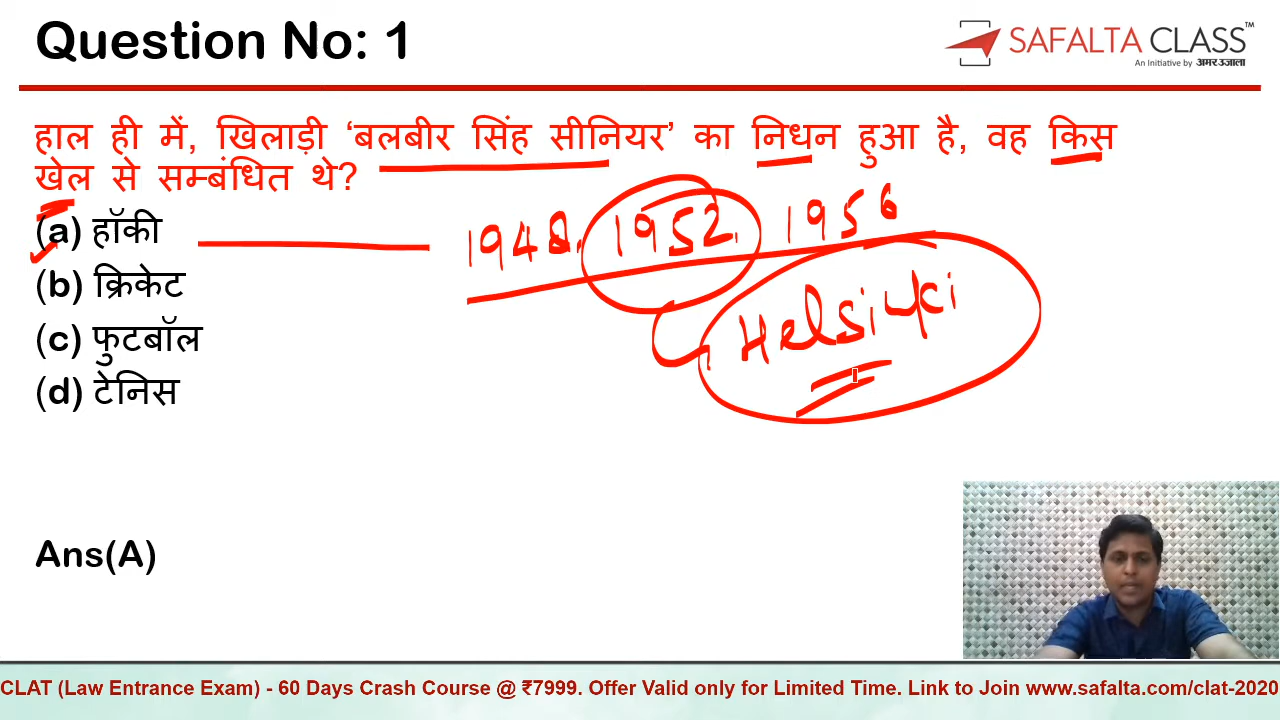 Question No: 1
SAFALTA CLASS™
An Initiative by अमर उजाला
हाल ही में, खिलाड़ी ‘बलबीर सिंह सीनियर’ का निधन हुआ है, वह किस
खेल से सम्बंधित थे?
(a) हॉकी
1948, 1952, 1956
(b) क्रिकेट
Helsinki
(c) फुटबॉल
(d) टेनिस
Ans(A)
CLAT (Law Entrance Exam) - 60 Days Crash Course @ ₹7999. Offer Valid only for Limited Time. Link to Join www.safalta.com/clat-2020